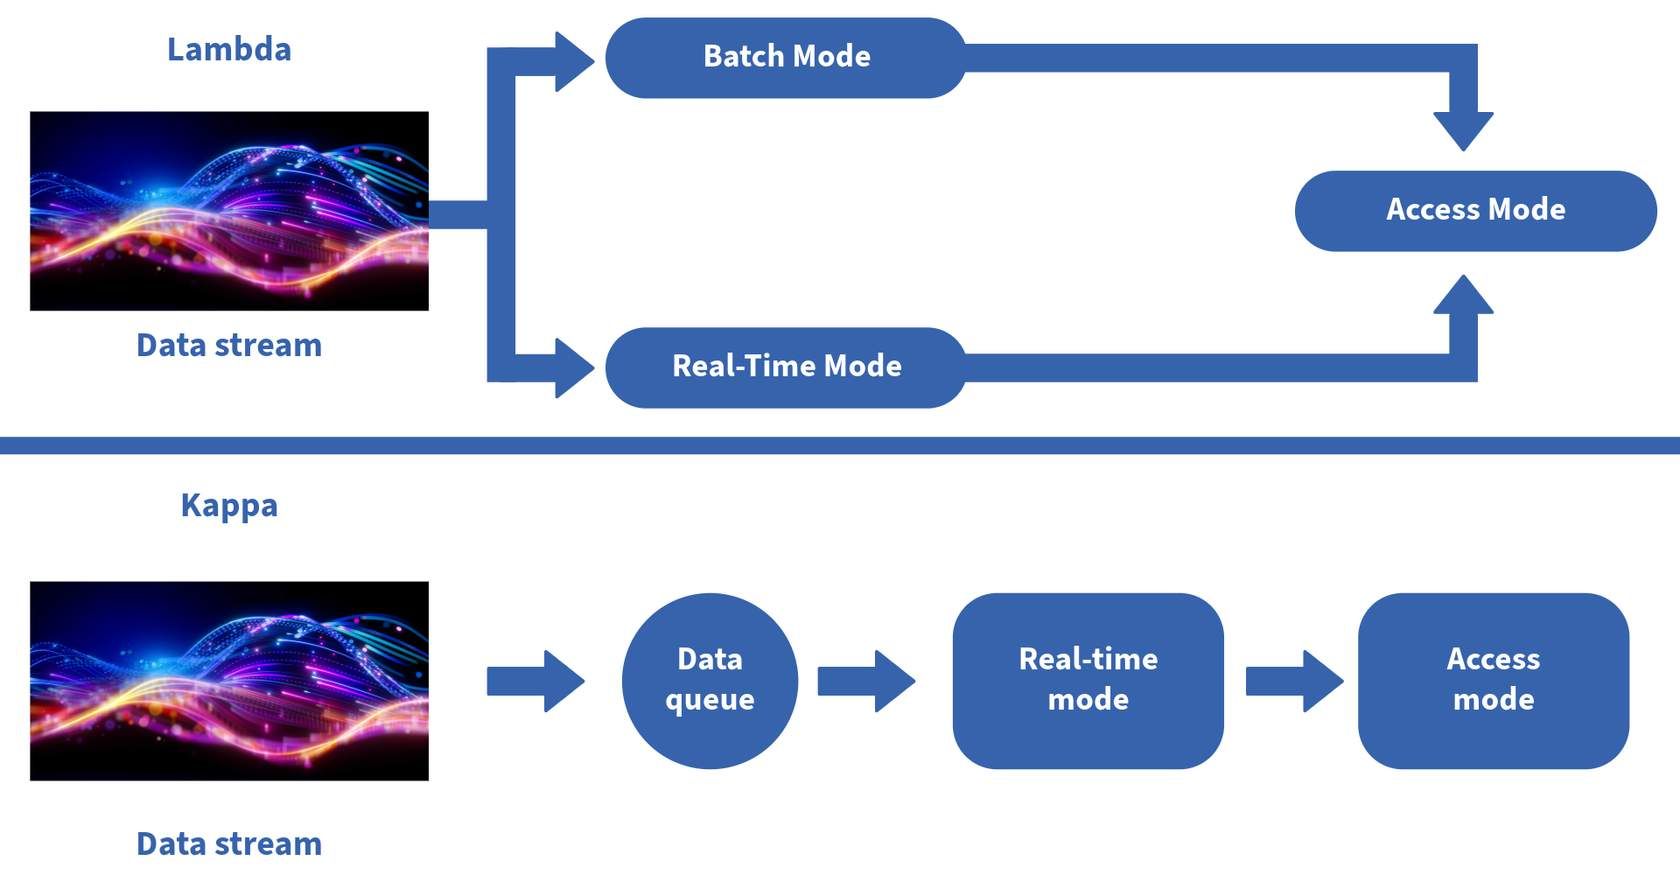 Lambda
Batch Mode
Access Mode
Data stream
Real-Time Mode
Kappa
Data
queue
Real-time
mode
Access
mode
Data stream